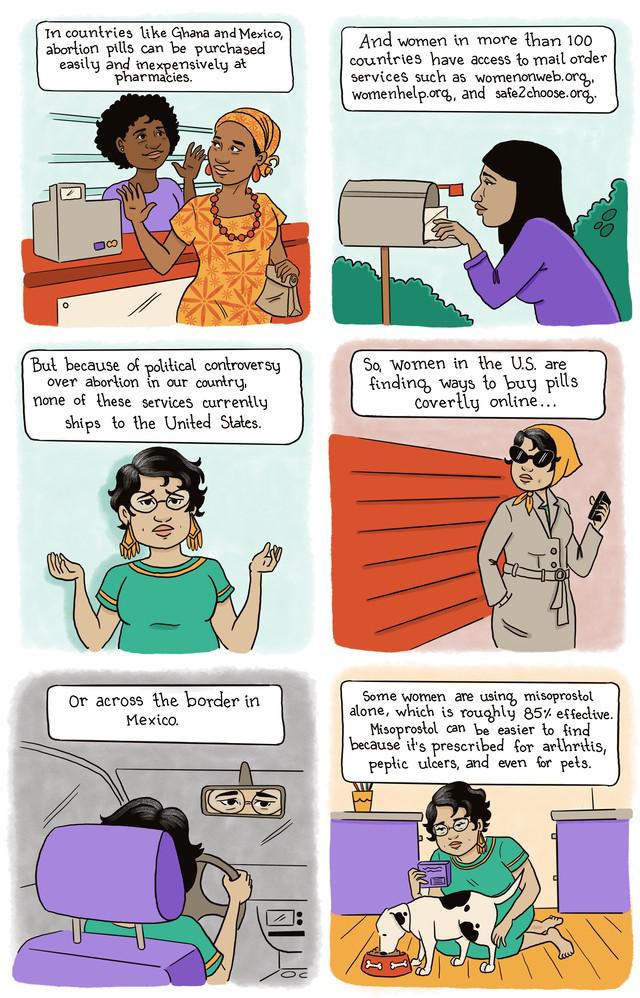 In countries like Ghana and Mexico,
abortion pills can be purchased
easily and inexpensively at
pharmacies.
And women in more than 100
countries have access to mail order
services such as womenonweb.org,
womenhelp.org, and safe2choose.org.
But because of political controversy
over abortion in our country,
none of these services currently
ships to the United States.
So, women in the U.S. are
finding ways to buy pills
covertly online...
Or across the border in
Mexico.
Some women are using misoprostol
alone, which is roughly 85% effective.
Misoprostol can be easier to find
because it's prescribed for arthritis,
peptic ulcers, and even for pets.